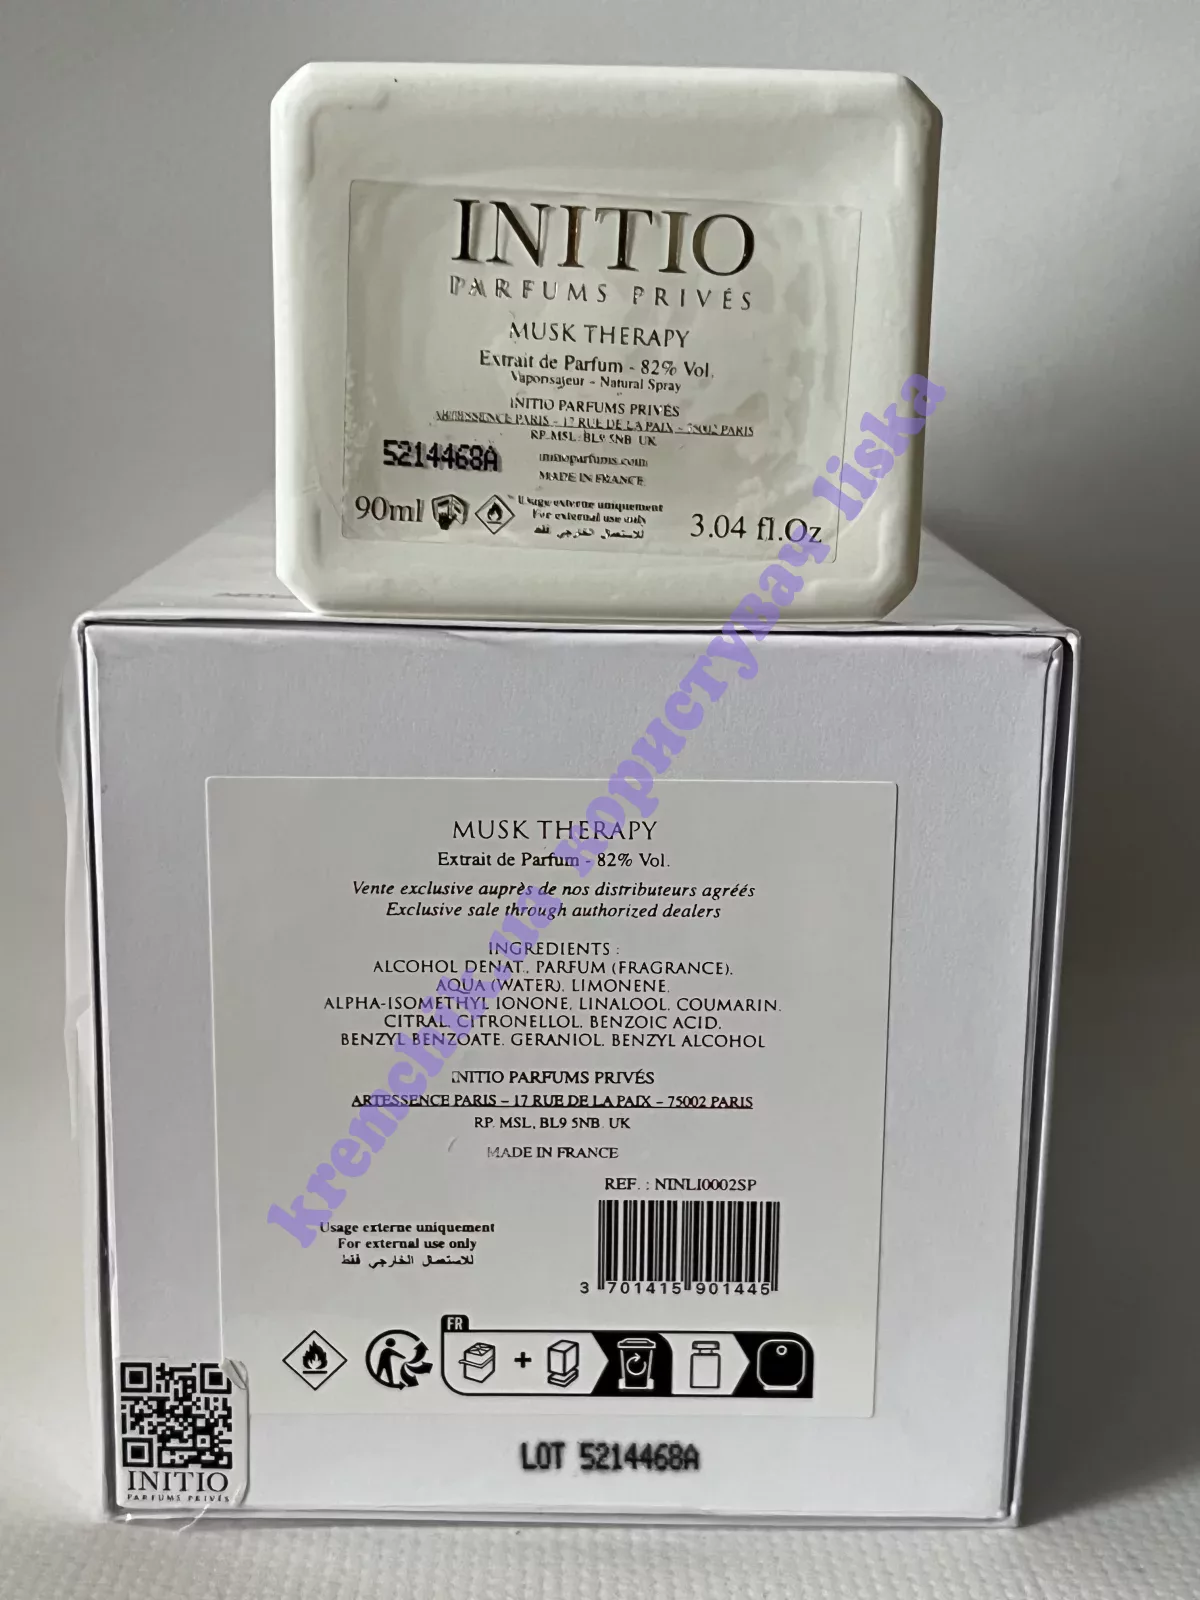 INITIO
PARFUMS PRIVÉS
MUSK THERAPY
Extrait de Parfum - 82% Vol.
Vaporisateur - Natural Spray
INITIO PARFUMS PRIVÉS
ARTESSENCE PARIS - 17 RUE DE LA PAIX - 75002 PARIS
RP. MSL, BL9 5NB. UK
5214468A
initioparfums.com
MADE IN FRANCE
90ml
Usage externe uniquement
For external use only
للاستعمال الخارجي فقط
3.04 fl.Oz
MUSK THERAPY
Extrait de Parfum - 82% Vol.
Vente exclusive auprès de nos distributeurs agréés
Exclusive sale through authorized dealers
INGREDIENTS :
ALCOHOL DENAT., PARFUM (FRAGRANCE),
AQUA (WATER), LIMONENE,
ALPHA-ISOMETHYL IONONE, LINALOOL, COUMARIN,
CITRAL, CITRONELLOL, BENZOIC ACID,
BENZYL BENZOATE, GERANIOL, BENZYL ALCOHOL
INITIO PARFUMS PRIVÉS
ARTESSENCE PARIS – 17 RUE DE LA PAIX – 75002 PARIS
RP. MSL, BL9 5NB. UK
MADE IN FRANCE
REF. : NINLI0002SP
Usage externe uniquement
For external use only
للاستعمال الخارجي فقط
3 701415 901445
FR
INITIO
PARFUMS PRIVÉS
LOT 5214468A
kremchik.ua користувач liska